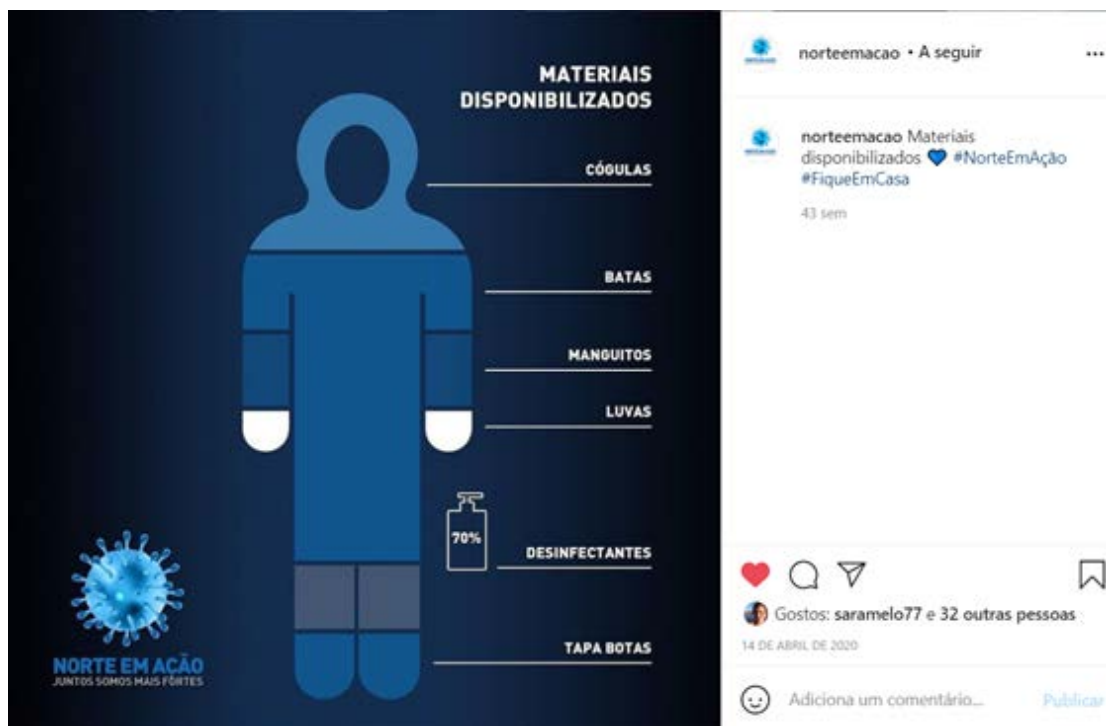 MATERIAIS
DISPONIBILIZADOS
CÓGULAS
BATAS
MANGUITOS
LUVAS
70%
DESINFECTANTES
TAPA BOTAS
NORTE EM AÇÃO
JUNTOS SOMOS MAIS FORTES
norteemacao • A seguir
norteemacao Materiais
disponibilizados 💙 #NorteEmAção
#FiqueEmCasa
43 sem
Gostos: saramelo77 e 32 outras pessoas
14 DE ABRIL DE 2020
Adiciona um comentário... Publicar